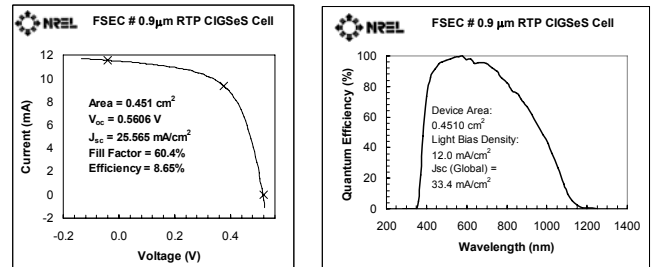 NREL FSEC # 0.9µm RTP CIGSeS Cell
12
10
8
6
4
2
0
-2
Current (mA)
Area = 0.451 cm²
Voc = 0.5606 V
Jsc = 25.565 mA/cm²
Fill Factor = 60.4%
Efficiency = 8.65%
-0.2 0.0 0.2 0.4
Voltage (V)
NREL FSEC # 0.9 µm RTP CIGSeS Cell
100
80
60
40
20
0
Quantum Efficiency (%)
Device Area:
0.4510 cm²
Light Bias Density:
12.0 mA/cm²
Jsc (Global) =
33.4 mA/cm²
200 400 600 800 1000 1200 1400
Wavelength (nm)